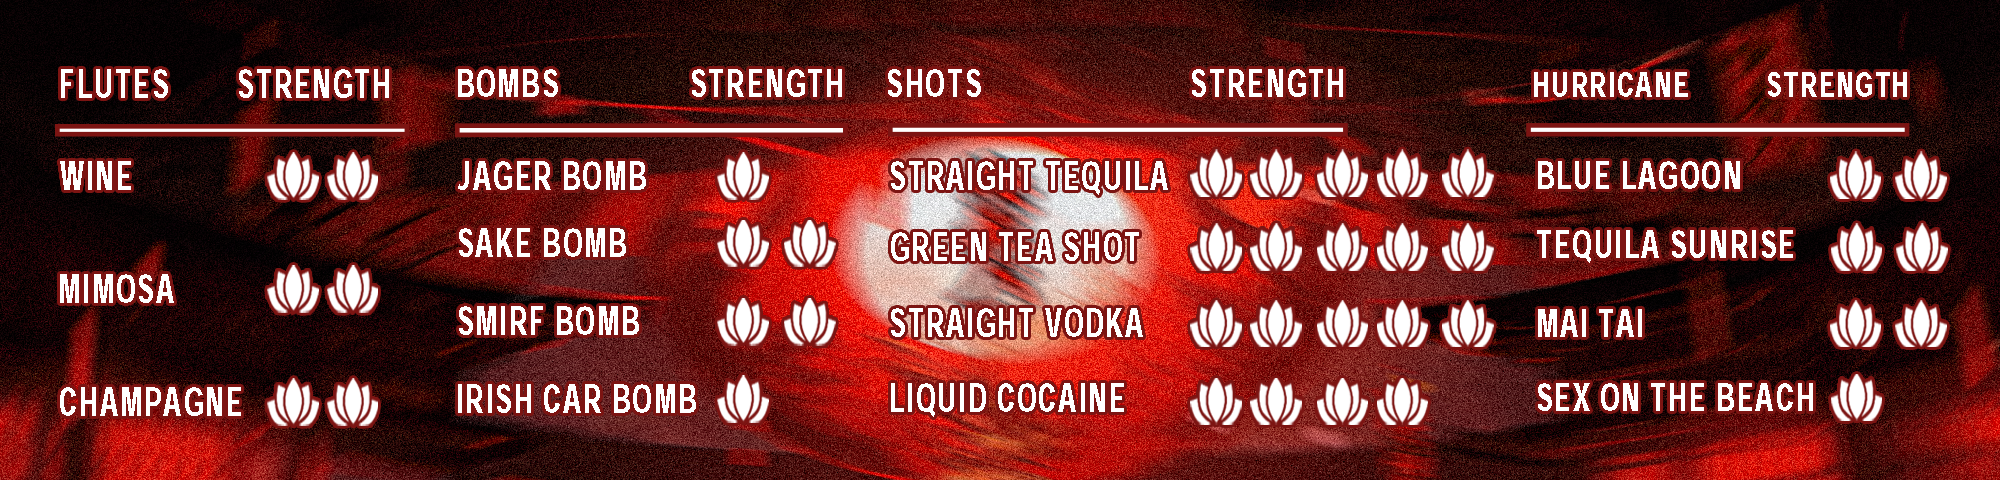 FLUTES STRENGTH
WINE
MIMOSA
CHAMPAGNE
BOMBS STRENGTH
JAGER BOMB
SAKE BOMB
SMIRF BOMB
IRISH CAR BOMB
SHOTS STRENGTH
STRAIGHT TEQUILA
GREEN TEA SHOT
STRAIGHT VODKA
LIQUID COCAINE
HURRICANE STRENGTH
BLUE LAGOON
TEQUILA SUNRISE
MAI TAI
SEX ON THE BEACH